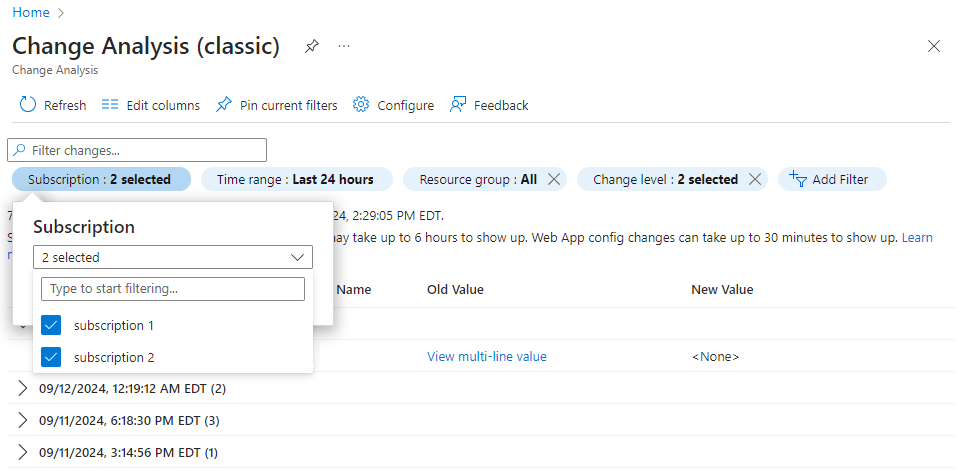 Home
Change Analysis (classic)
Change Analysis
Refresh Edit columns Pin current filters Configure Feedback
Filter changes...
Subscription : 2 selected Time range : Last 24 hours Resource group : All Change level : 2 selected Add Filter
24, 2:29:05 PM EDT.
may take up to 6 hours to show up. Web App config changes can take up to 30 minutes to show up. Learn
Subscription
2 selected
Type to start filtering...
subscription 1
subscription 2
Name Old Value New Value
View multi-line value <None>
09/12/2024, 12:19:12 AM EDT (2)
09/11/2024, 6:18:30 PM EDT (3)
09/11/2024, 3:14:56 PM EDT (1)